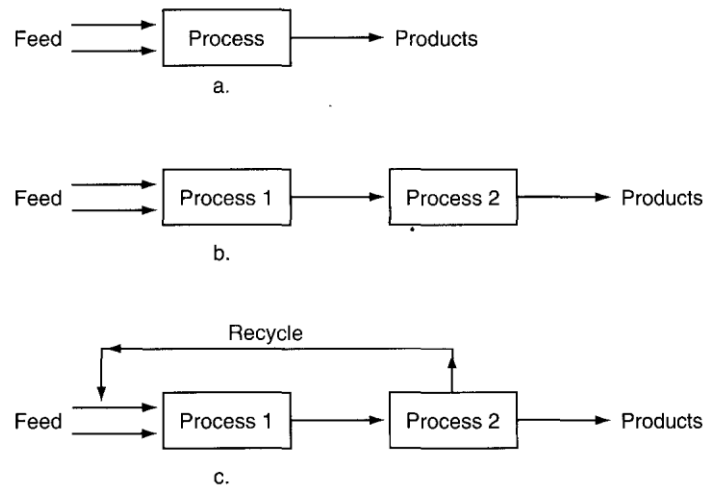 Feed Process Products
a.
Feed Process 1 Process 2 Products
b.
Recycle
Feed Process 1 Process 2 Products
c.